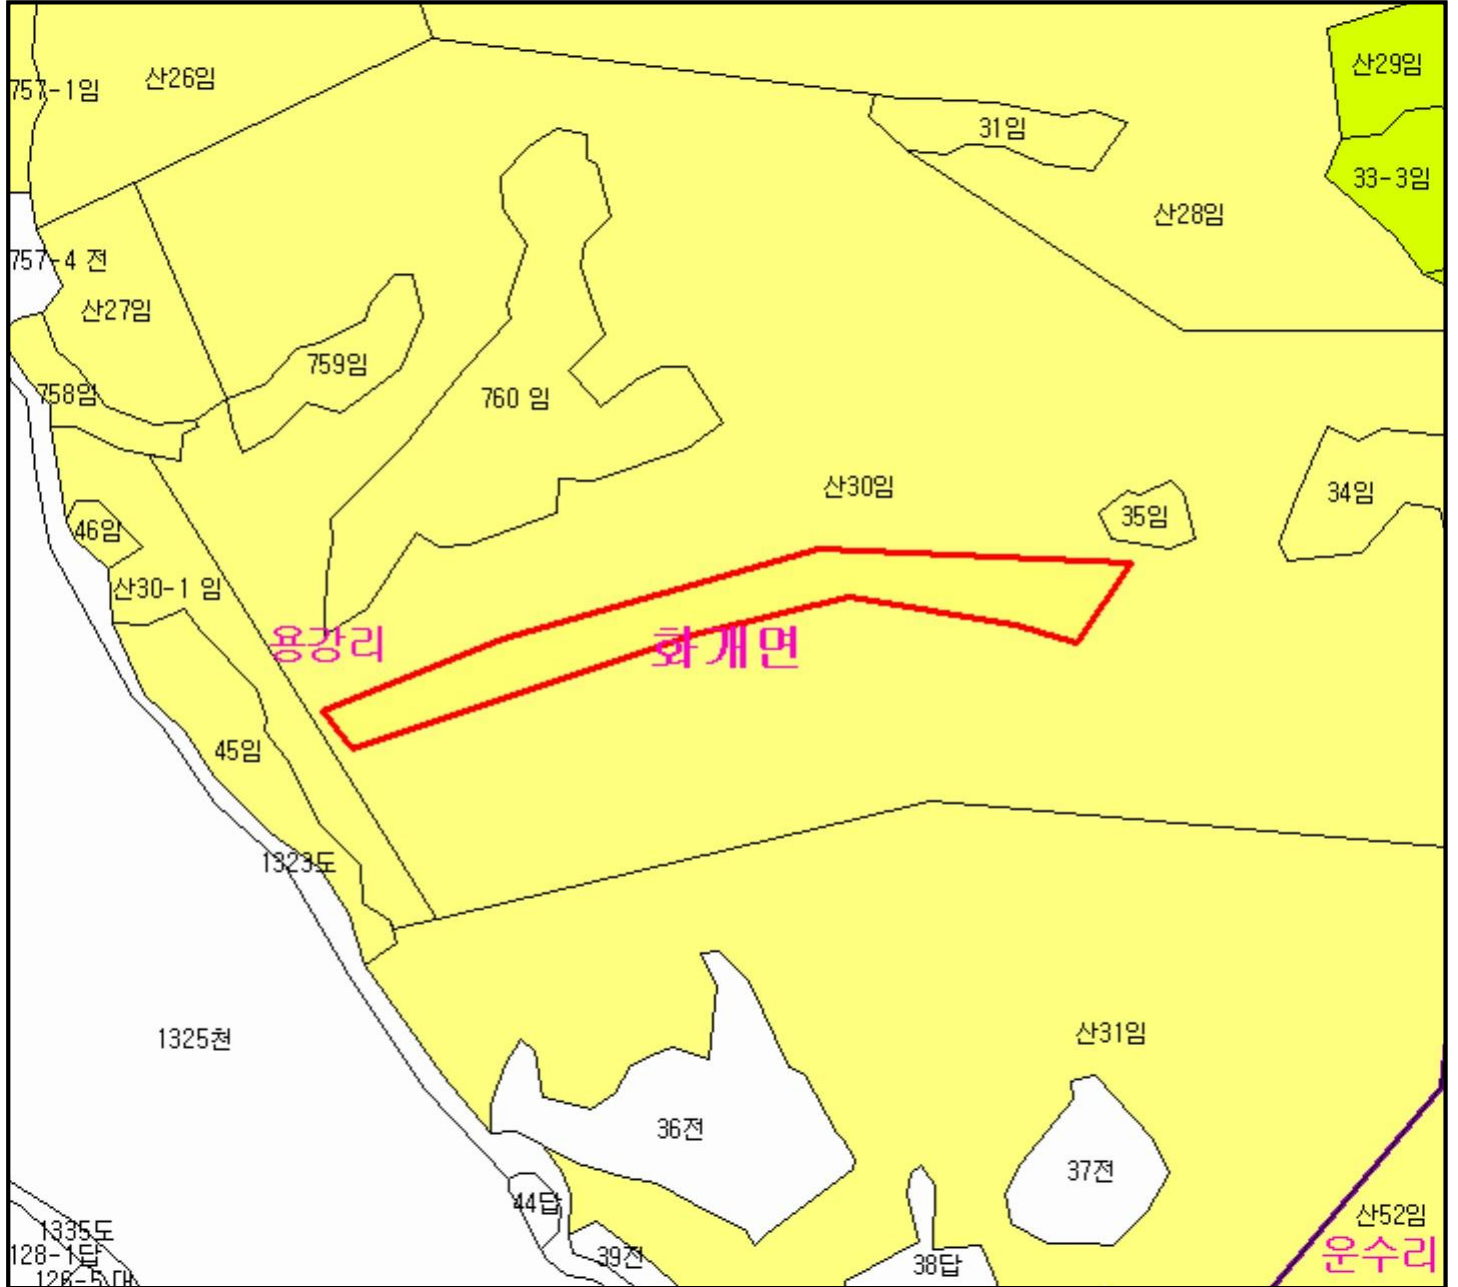 산26임
757-1임
산29임
31임
33-3임
산28임
757-4 전
산27임
759임
758임
760 임
산30임
34임
35임
46임
산30-1 임
용강리
화개면
45임
1323도
1325천
산31임
36전
37전
44답
산52임
1335도
128-1답
39전
운수리
38답
126-5대